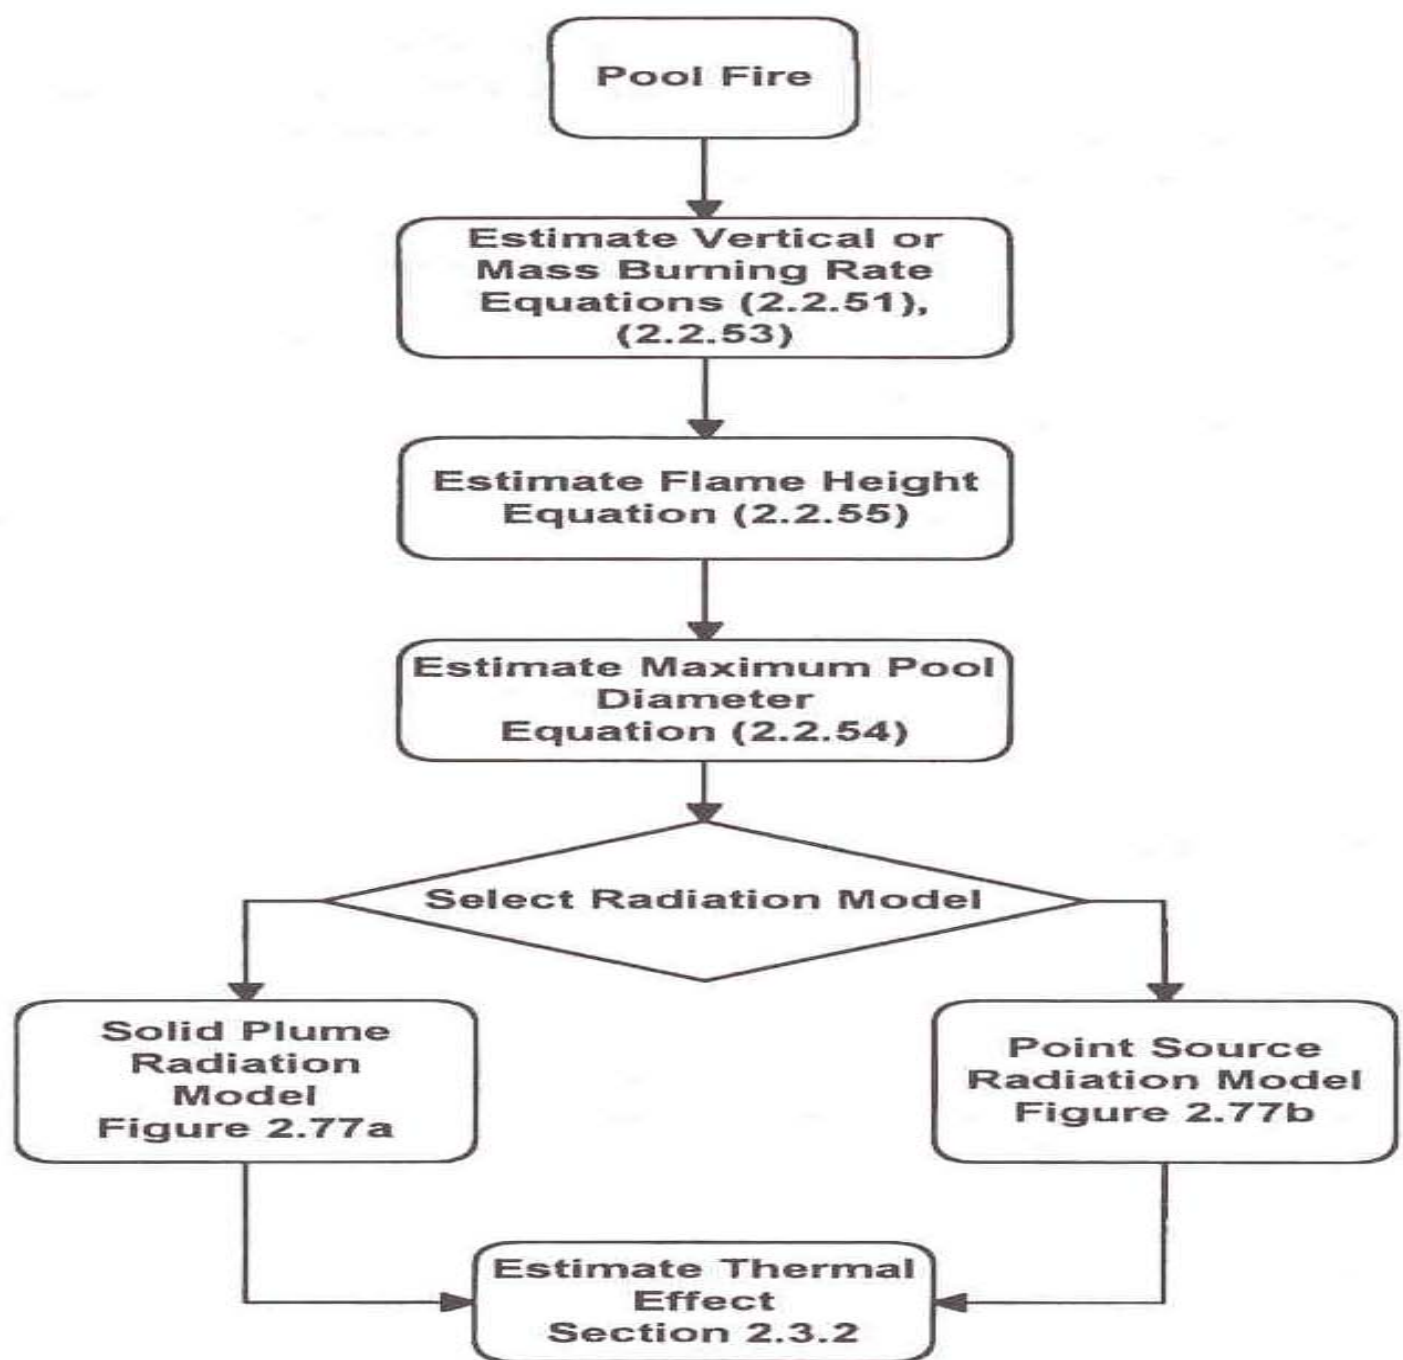 Pool Fire
Estimate Vertical or
Mass Burning Rate
Equations (2.2.51),
(2.2.53)
Estimate Flame Height
Equation (2.2.55)
Estimate Maximum Pool
Diameter
Equation (2.2.54)
Select Radiation Model
Solid Plume
Radiation
Model
Figure 2.77a
Point Source
Radiation Model
Figure 2.77b
Estimate Thermal
Effect
Section 2.3.2